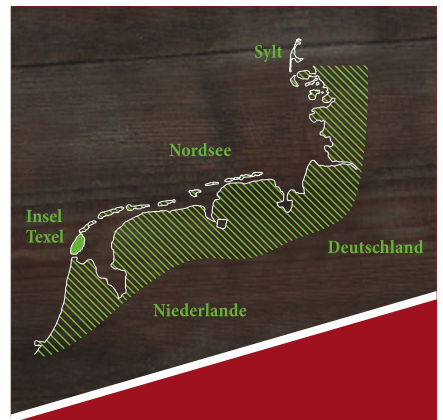 Sylt
Nordsee
Insel
Texel
Deutschland
Niederlande